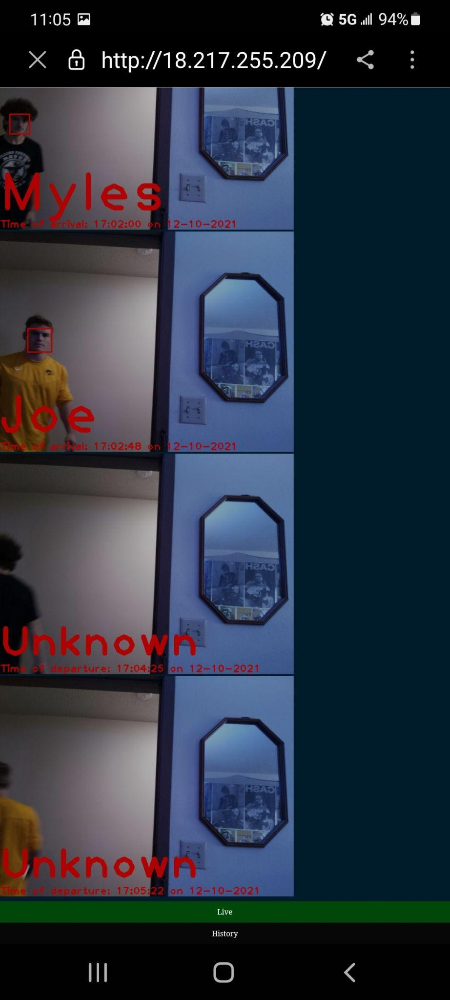 11:05
5G 94%
http://18.217.255.209/
CASH
Myles
Time of arrival: 17:02:00 on 12-10-2021
CASH
Joe
Time of arrival: 17:02:48 on 12-10-2021
CASH
Unknown
Time of departure: 17:04:25 on 12-10-2021
CASH
Unknown
Time of departure: 17:05:22 on 12-10-2021
Live
History